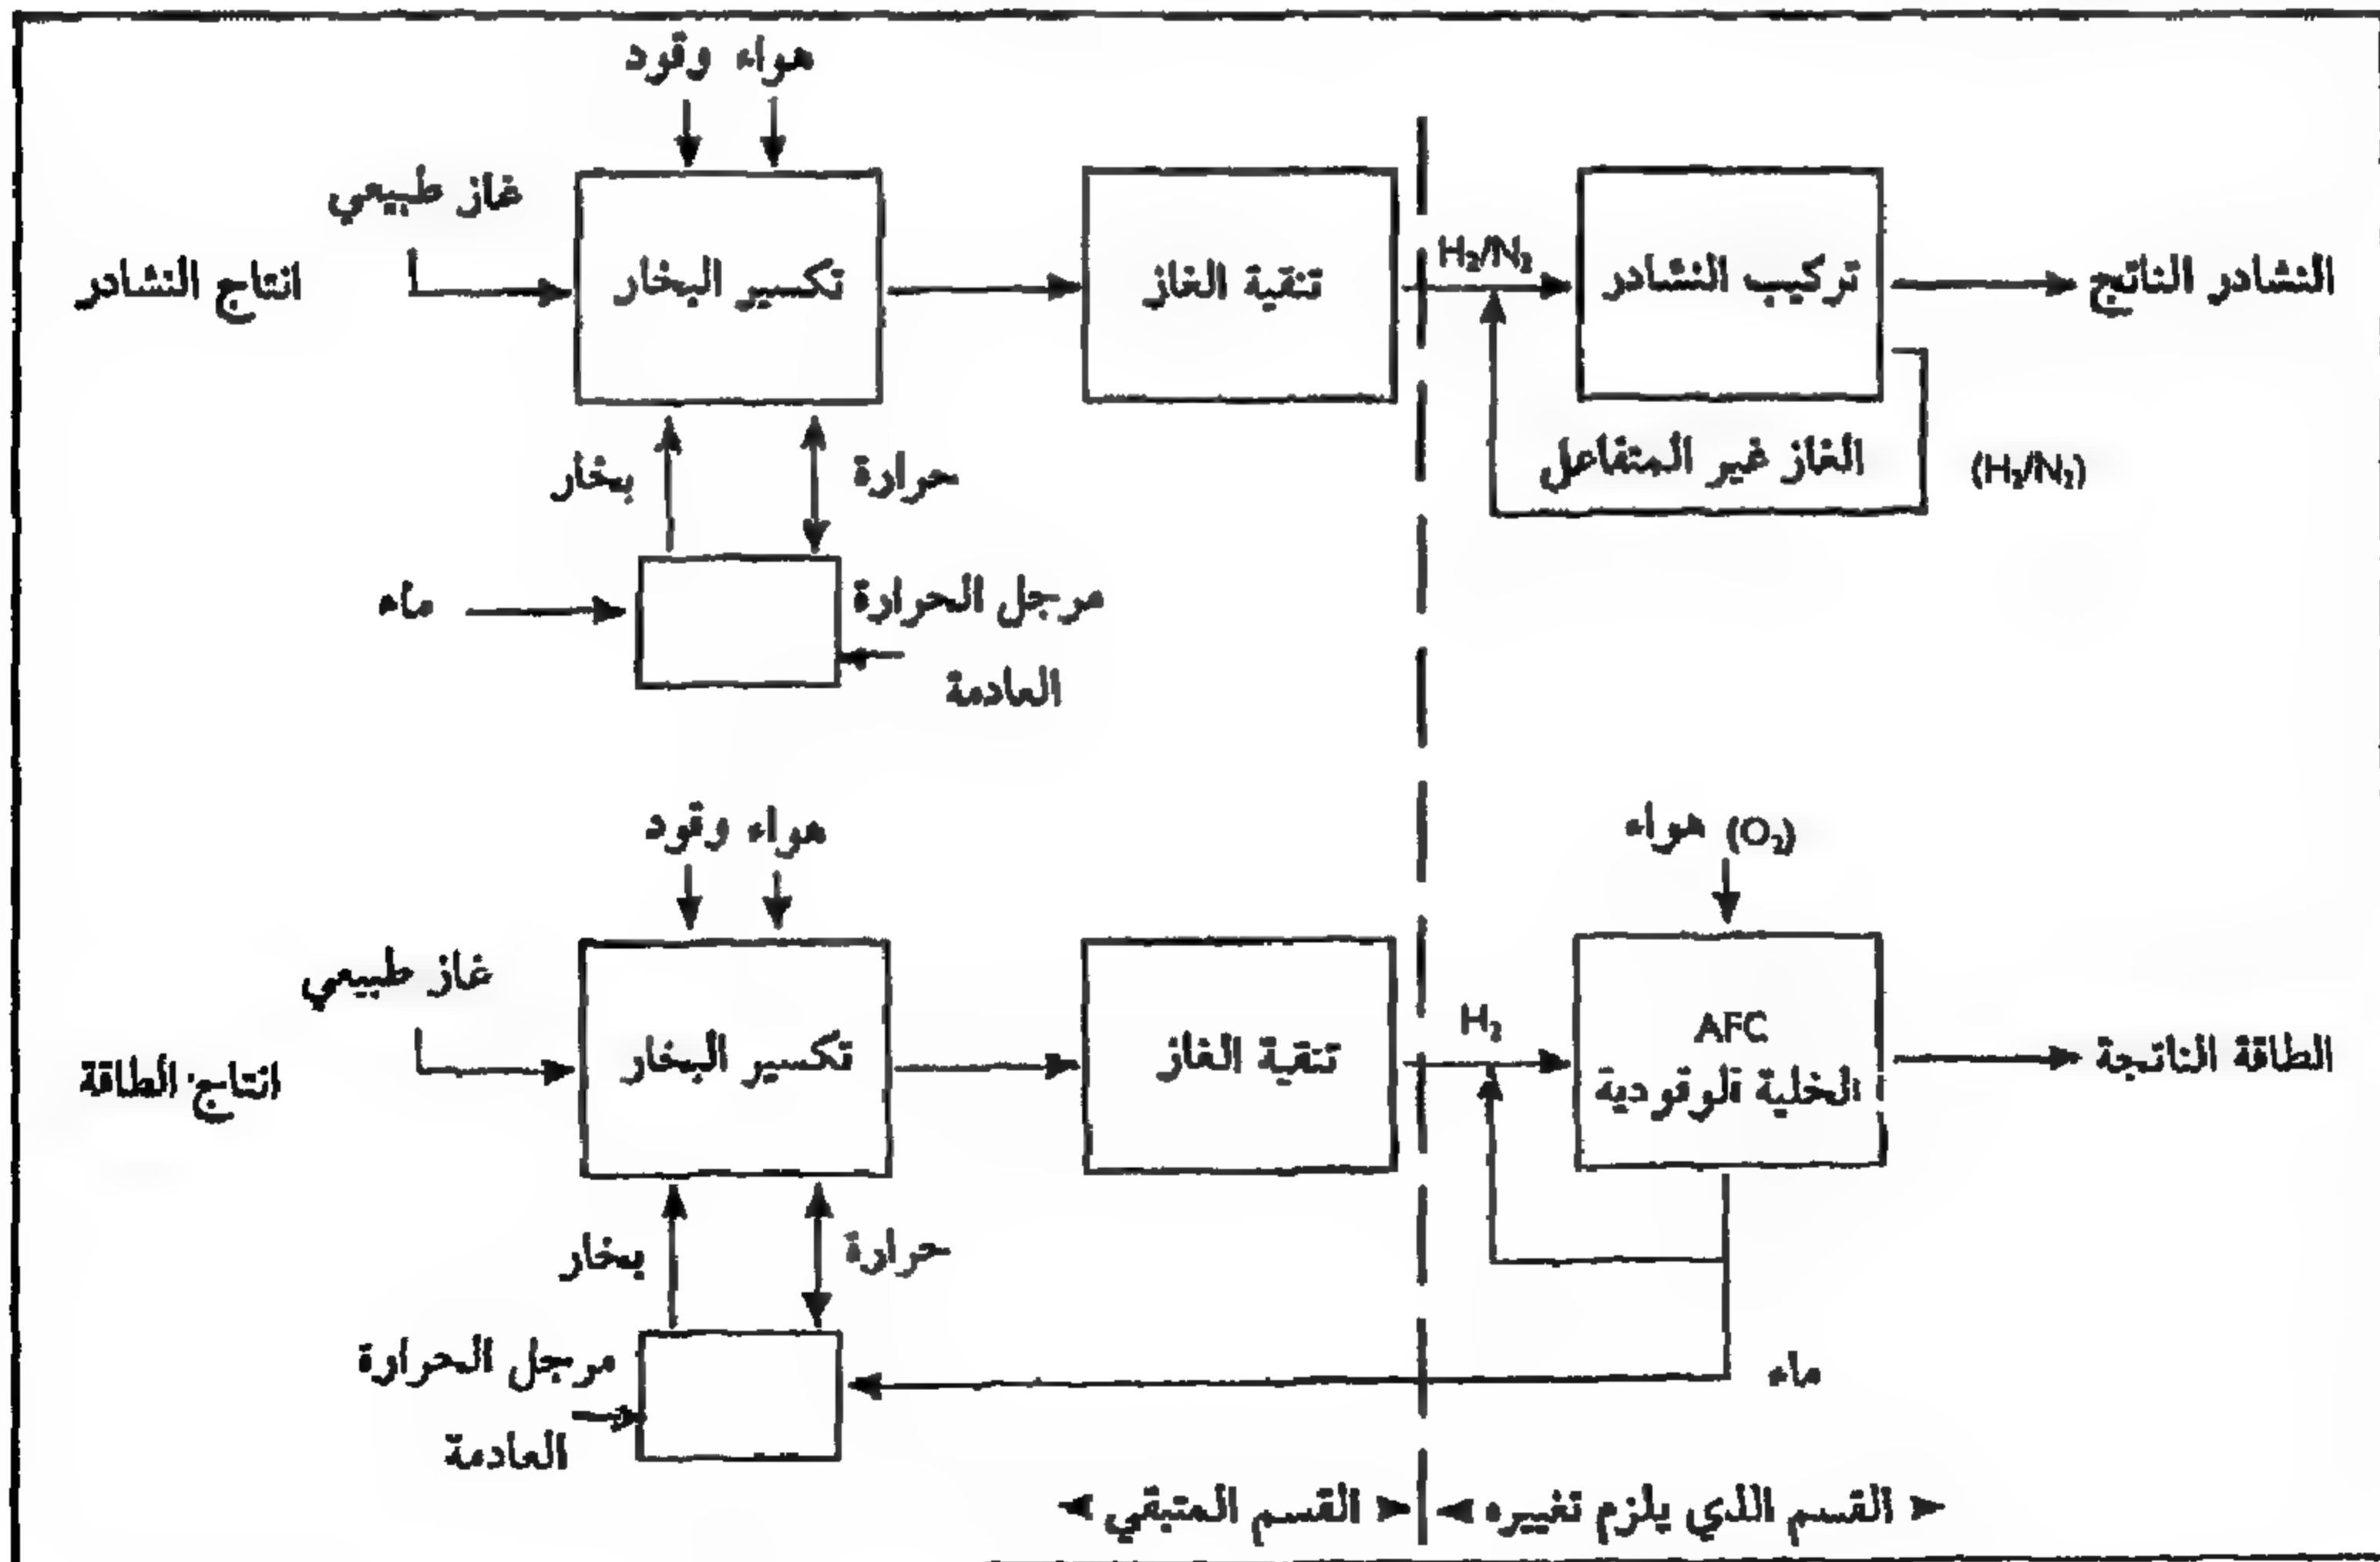 هواء وقود
غاز طبيعي
انتاج النشادر
تكسير البخار
تنقية الغاز
H₂/N₂
تركيب النشادر
النشادر الناتج
بخار
حرارة
الغاز غير المتفاعل
(H₂/N₂)
ماء
مرجل الحرارة
العادمة
هواء وقود
هواء (O₂)
غاز طبيعي
انتاج الطاقة
تكسير البخار
تنقية الغاز
H₂
AFC
الخلية الوقودية
الطاقة الناتجة
بخار
حرارة
مرجل الحرارة
العادمة
ماء
القسم الذي يلزم تغييره
القسم المتبقي